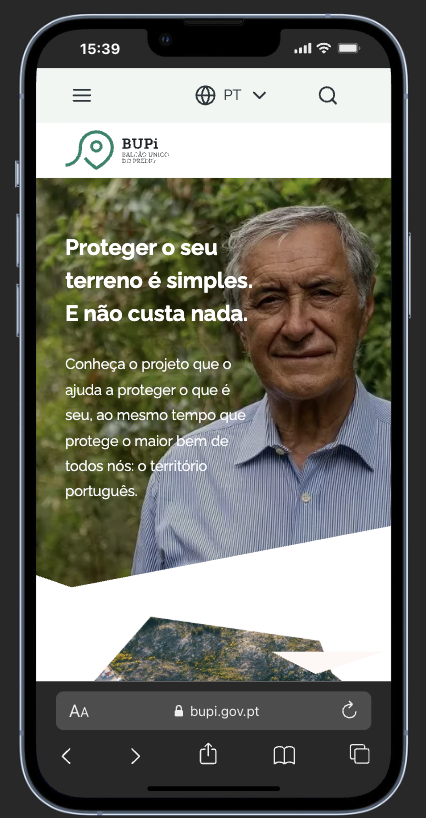 15:39
PT
BUPi
BALCÃO ÚNICO
DO PRÉDIO
Proteger o seu
terreno é simples.
E não custa nada.
Conheça o projeto que o
ajuda a proteger o que é
seu, ao mesmo tempo que
protege o maior bem de
todos nós: o território
português.
AA
bupi.gov.pt